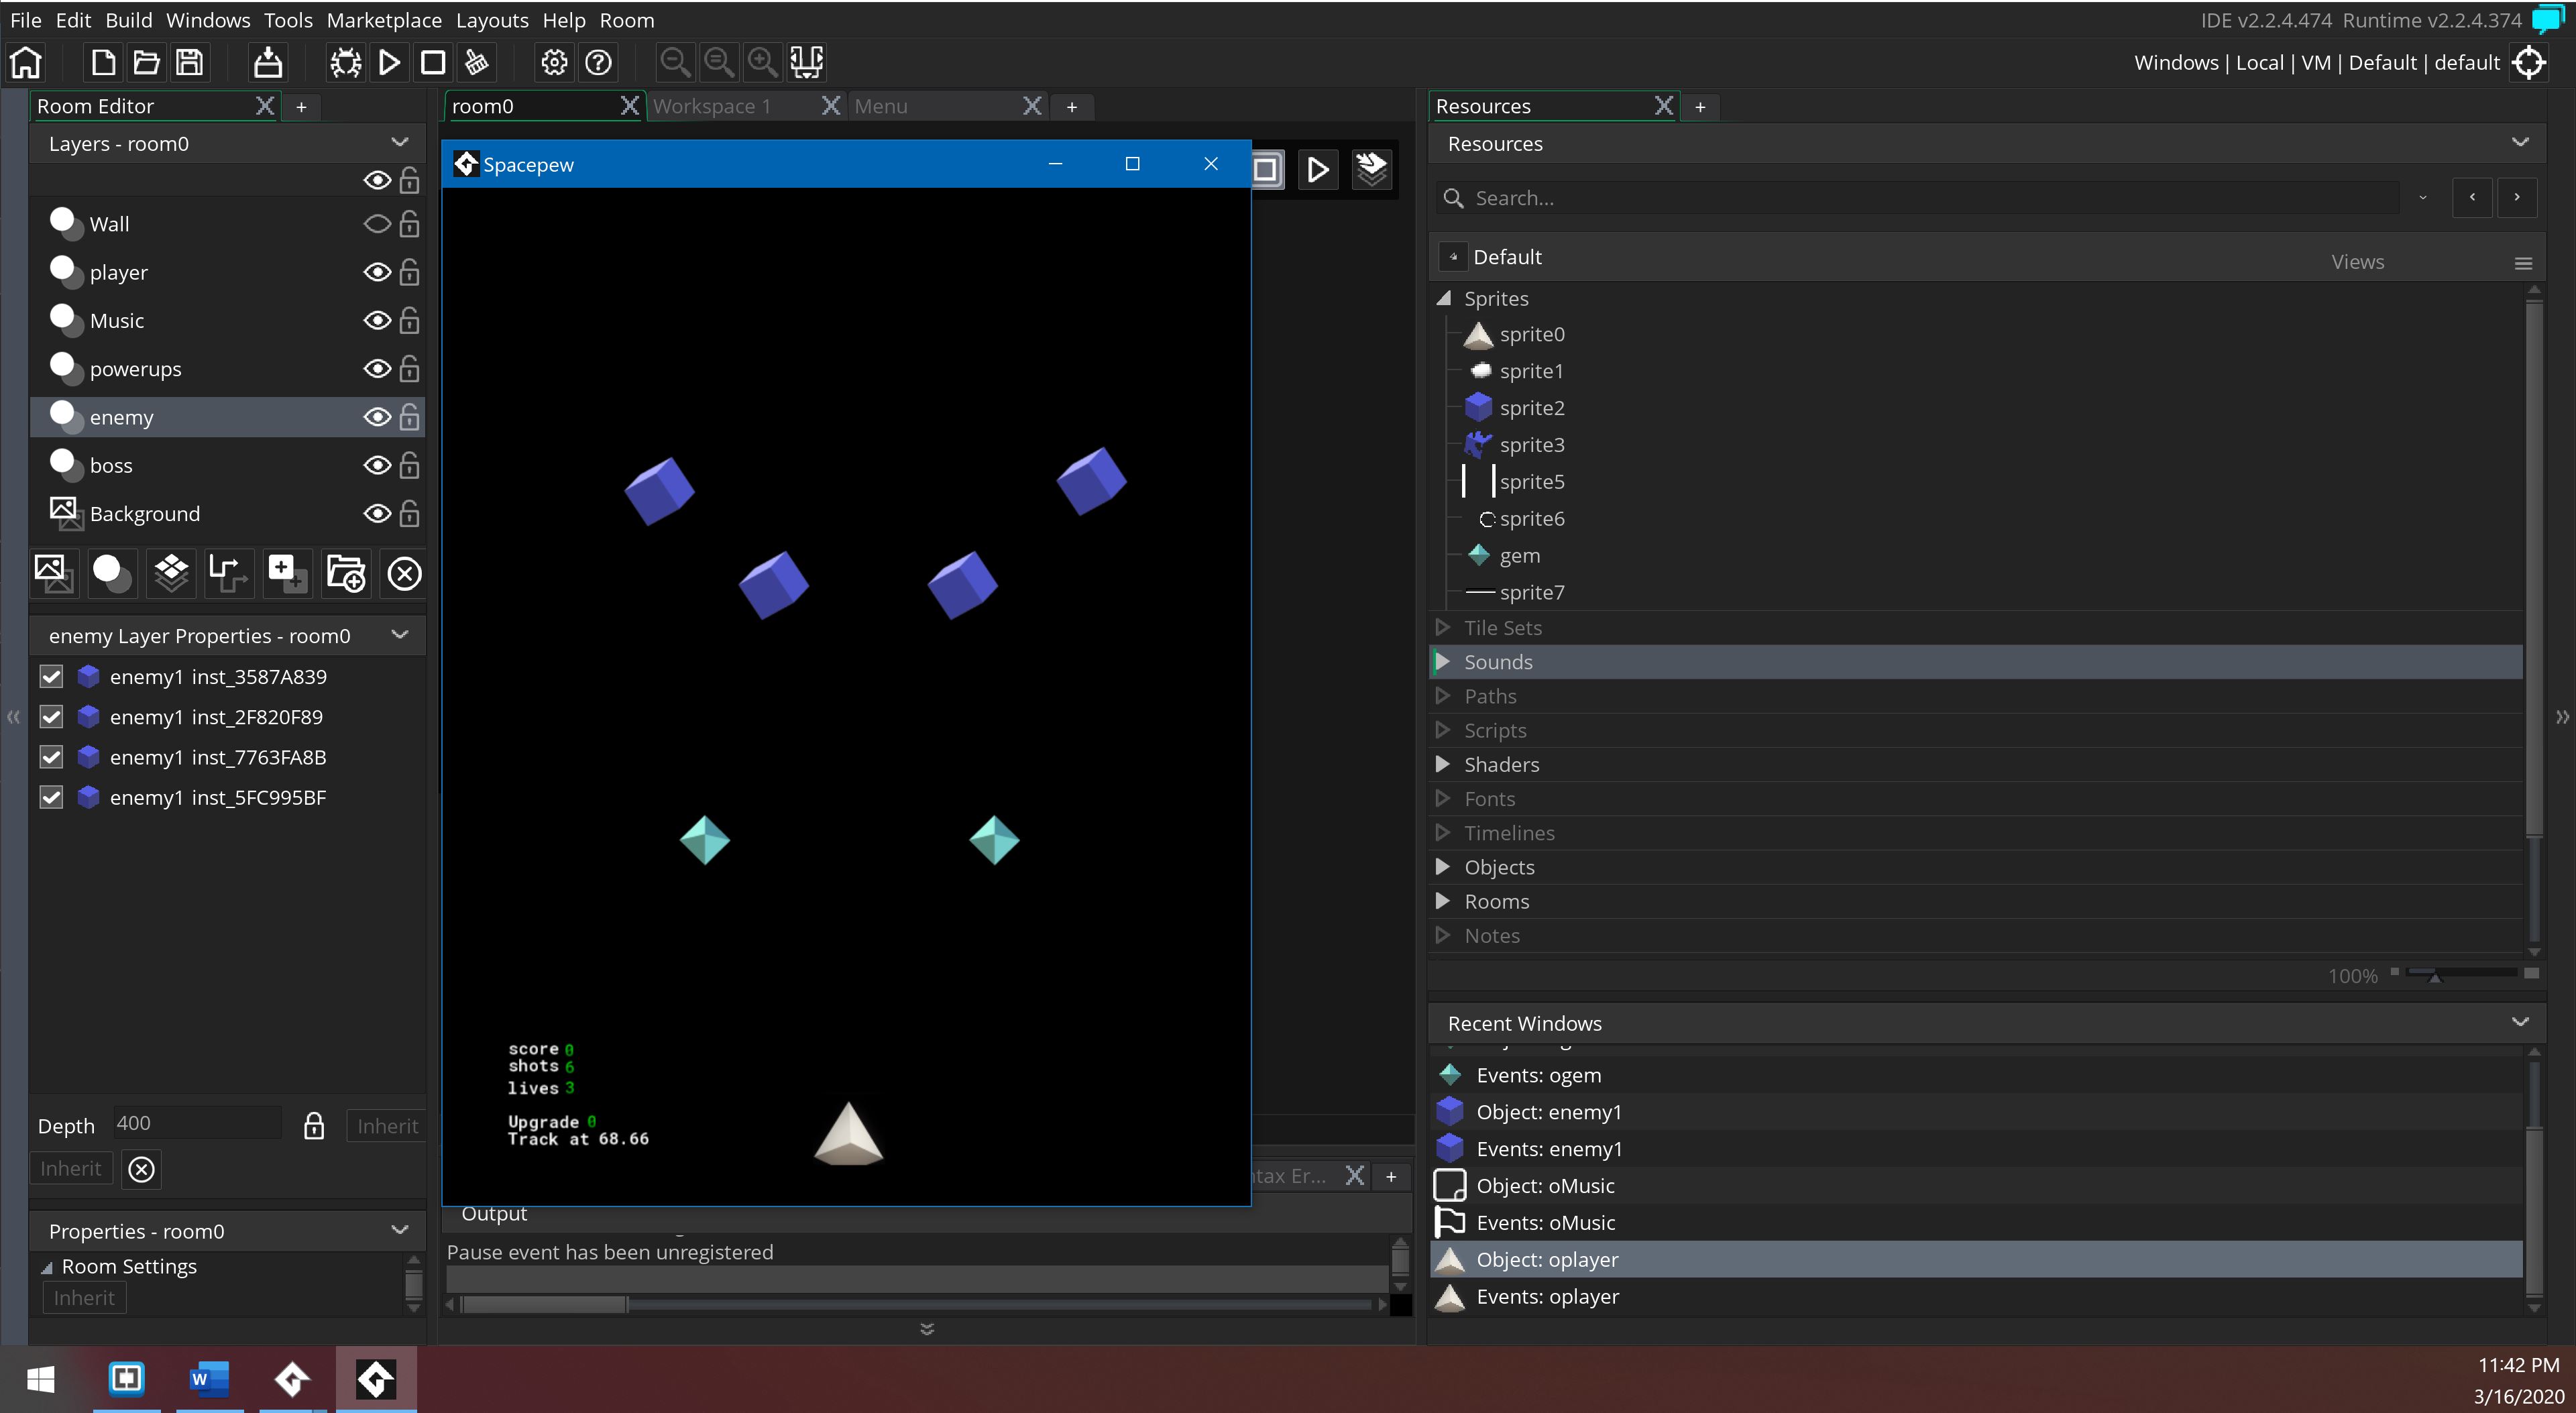 File Edit Build Windows Tools Marketplace Layouts Help Room
IDE v2.2.4.474 Runtime v2.2.4.374
Windows | Local | VM | Default | default
Room Editor
Layers - room0
Wall
player
Music
powerups
enemy
boss
Background
enemy Layer Properties - room0
enemy1 inst_3587A839
enemy1 inst_2F820F89
enemy1 inst_7763FA8B
enemy1 inst_5FC995BF
Depth 400 Inherit
Inherit
Properties - room0
Room Settings
Inherit
room0 Workspace 1 Menu
Spacepew
score 0
shots 6
lives 3
Upgrade 0
Track at 68.66
ntax Er...
Output
Pause event has been unregistered
Resources
Resources
Search...
Default
Views
Sprites
sprite0
sprite1
sprite2
sprite3
sprite5
sprite6
gem
sprite7
Tile Sets
Sounds
Paths
Scripts
Shaders
Fonts
Timelines
Objects
Rooms
Notes
100%
Recent Windows
Events: ogem
Object: enemy1
Events: enemy1
Object: oMusic
Events: oMusic
Object: oplayer
Events: oplayer
11:42 PM
3/16/2020